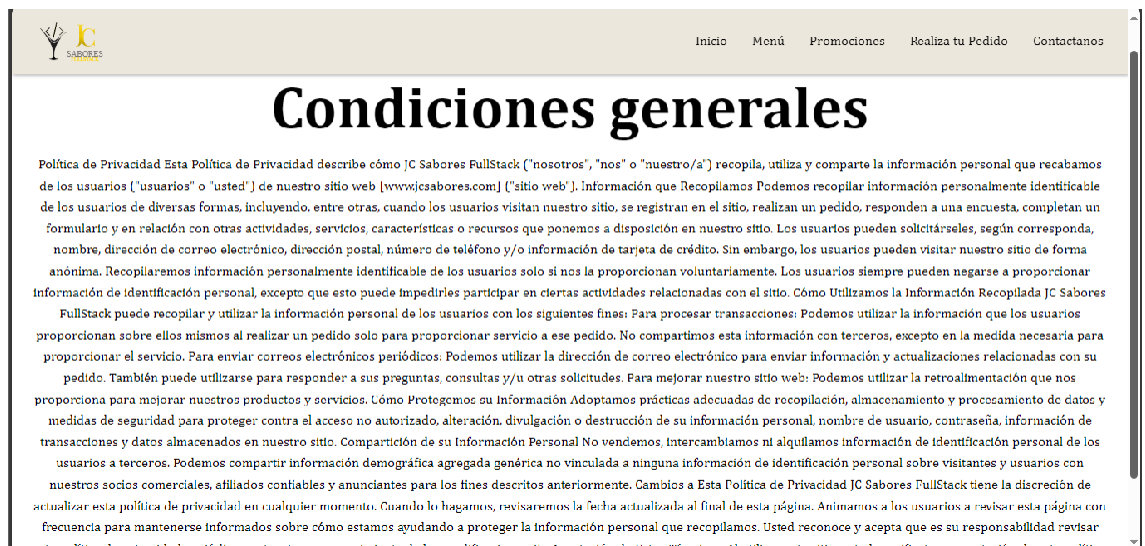 JC
SABORES
Inicio Menú Promociones Realiza tu Pedido Contactanos
Condiciones generales
Política de Privacidad Esta Política de Privacidad describe cómo JC Sabores FullStack ("nosotros", "nos" o "nuestro/a") recopila, utiliza y comparte la información personal que recabamos
de los usuarios ("usuarios" o "usted") de nuestro sitio web [www.jcsabores.com] ("sitio web"). Información que Recopilamos Podemos recopilar información personalmente identificable
de los usuarios de diversas formas, incluyendo, entre otras, cuando los usuarios visitan nuestro sitio, se registran en el sitio, realizan un pedido, responden a una encuesta, completan un
formulario y en relación con otras actividades, servicios, características o recursos que ponemos a disposición en nuestro sitio. Los usuarios pueden solicitárseles, según corresponda,
nombre, dirección de correo electrónico, dirección postal, número de teléfono y/o información de tarjeta de crédito. Sin embargo, los usuarios pueden visitar nuestro sitio de forma
anónima. Recopilaremos información personalmente identificable de los usuarios solo si nos la proporcionan voluntariamente. Los usuarios siempre pueden negarse a proporcionar
información de identificación personal, excepto que esto puede impedirles participar en ciertas actividades relacionadas con el sitio. Cómo Utilizamos la Información Recopilada JC Sabores
FullStack puede recopilar y utilizar la información personal de los usuarios con los siguientes fines: Para procesar transacciones: Podemos utilizar la información que los usuarios
proporcionan sobre ellos mismos al realizar un pedido solo para proporcionar servicio a ese pedido. No compartimos esta información con terceros, excepto en la medida necesaria para
proporcionar el servicio. Para enviar correos electrónicos periódicos: Podemos utilizar la dirección de correo electrónico para enviar información y actualizaciones relacionadas con su
pedido. También puede utilizarse para responder a sus preguntas, consultas y/u otras solicitudes. Para mejorar nuestro sitio web: Podemos utilizar la retroalimentación que nos
proporciona para mejorar nuestros productos y servicios. Cómo Protegemos su Información Adoptamos prácticas adecuadas de recopilación, almacenamiento y procesamiento de datos y
medidas de seguridad para proteger contra el acceso no autorizado, alteración, divulgación o destrucción de su información personal, nombre de usuario, contraseña, información de
transacciones y datos almacenados en nuestro sitio. Compartición de su Información Personal No vendemos, intercambiamos ni alquilamos información de identificación personal de los
usuarios a terceros. Podemos compartir información demográfica agregada genérica no vinculada a ninguna información de identificación personal sobre visitantes y usuarios con
nuestros socios comerciales, afiliados confiables y anunciantes para los fines descritos anteriormente. Cambios a Esta Política de Privacidad JC Sabores FullStack tiene la discreción de
actualizar esta política de privacidad en cualquier momento. Cuando lo hagamos, revisaremos la fecha actualizada al final de esta página. Animamos a los usuarios a revisar esta página con
frecuencia para mantenerse informados sobre cómo estamos ayudando a proteger la información personal que recopilamos. Usted reconoce y acepta que es su responsabilidad revisar